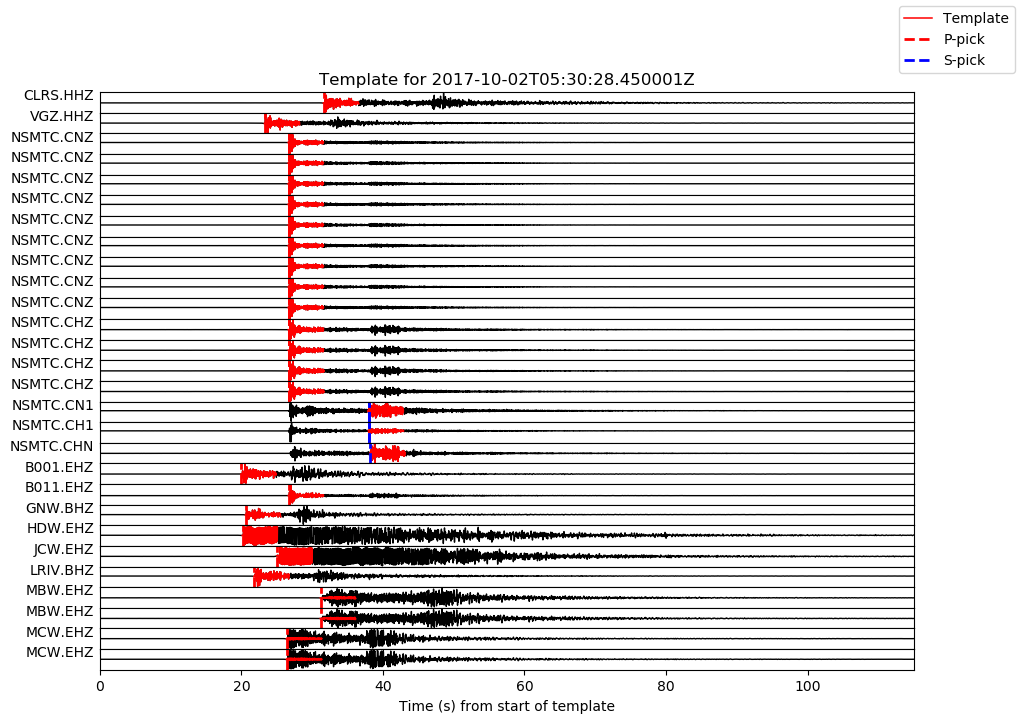 Template
P-pick
S-pick
Template for 2017-10-02T05:30:28.450001Z
CLRS.HHZ
VGZ.HHZ
NSMTC.CNZ
NSMTC.CNZ
NSMTC.CNZ
NSMTC.CNZ
NSMTC.CNZ
NSMTC.CNZ
NSMTC.CNZ
NSMTC.CNZ
NSMTC.CNZ
NSMTC.CHZ
NSMTC.CHZ
NSMTC.CHZ
NSMTC.CHZ
NSMTC.CN1
NSMTC.CH1
NSMTC.CHN
B001.EHZ
B011.EHZ
GNW.BHZ
HDW.EHZ
JCW.EHZ
LRIV.BHZ
MBW.EHZ
MBW.EHZ
MCW.EHZ
MCW.EHZ
0 20 40 60 80 100
Time (s) from start of template